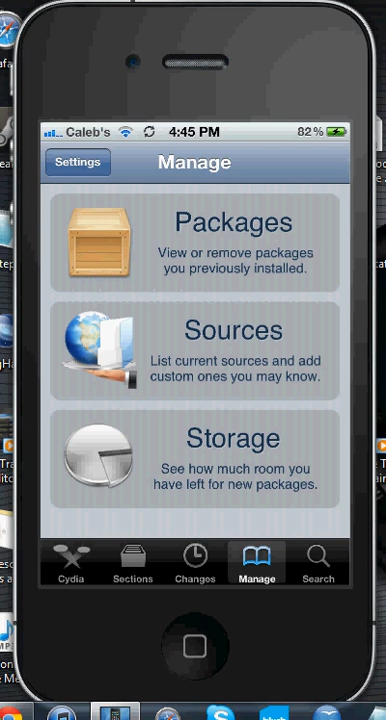 Caleb's 4:45 PM 82%
Settings Manage
Packages
View or remove packages
you previously installed.
Sources
List current sources and add
custom ones you may know.
Storage
See how much room you
have left for new packages.
Cydia Sections Changes Manage Search